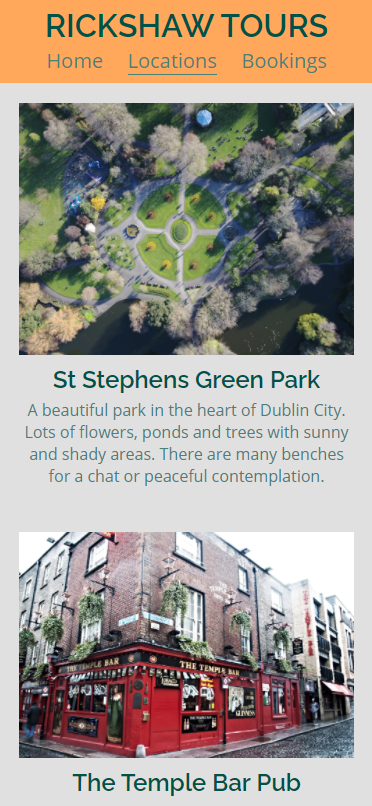 RICKSHAW TOURS
Home Locations Bookings
St Stephens Green Park
A beautiful park in the heart of Dublin City.
Lots of flowers, ponds and trees with sunny
and shady areas. There are many benches
for a chat or peaceful contemplation.
THE TEMPLE BAR
THE TEMPLE BAR
GUINNESS
The Temple Bar Pub